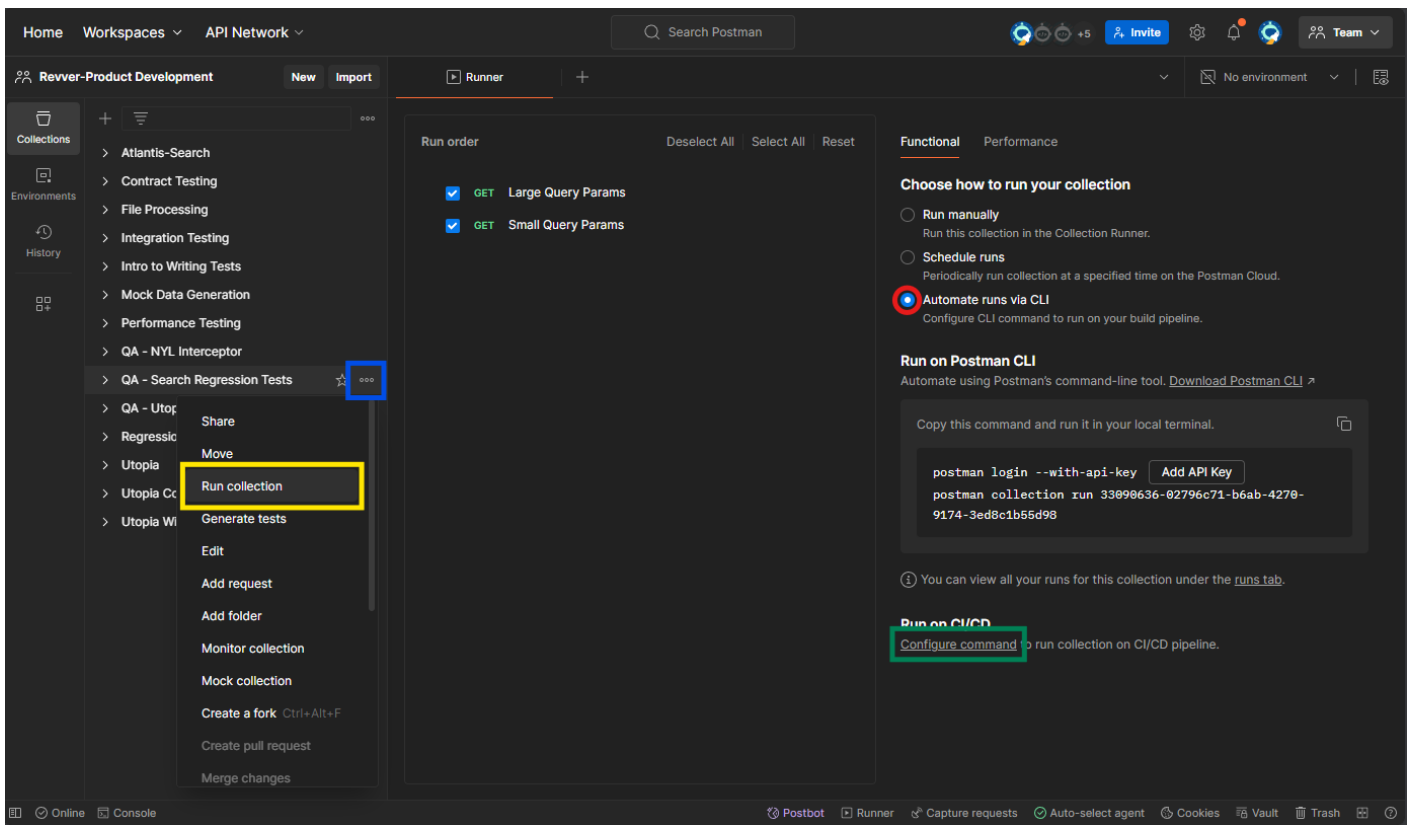 Home Workspaces API Network Search Postman +5 Invite Team
Revver-Product Development New Import Runner No environment
Collections
Environments
History
Atlantis-Search
Contract Testing
File Processing
Integration Testing
Intro to Writing Tests
Mock Data Generation
Performance Testing
QA - NYL Interceptor
QA - Search Regression Tests
QA - Utop
Regressio
Utopia
Utopia Co
Utopia Wi
Share
Move
Run collection
Generate tests
Edit
Add request
Add folder
Monitor collection
Mock collection
Create a fork Ctrl+Alt+F
Create pull request
Merge changes
Run order Deselect All Select All Reset
GET Large Query Params
GET Small Query Params
Functional Performance
Choose how to run your collection
Run manually
Run this collection in the Collection Runner.
Schedule runs
Periodically run collection at a specified time on the Postman Cloud.
Automate runs via CLI
Configure CLI command to run on your build pipeline.
Run on Postman CLI
Automate using Postman's command-line tool. Download Postman CLI
Copy this command and run it in your local terminal.
postman login --with-api-key Add API Key
postman collection run 33090636-02796c71-b6ab-4270-
9174-3ed8c1b55d98
You can view all your runs for this collection under the runs tab.
Run on CI/CD
Configure command to run collection on CI/CD pipeline.
Online Console Postbot Runner Capture requests Auto-select agent Cookies Vault Trash